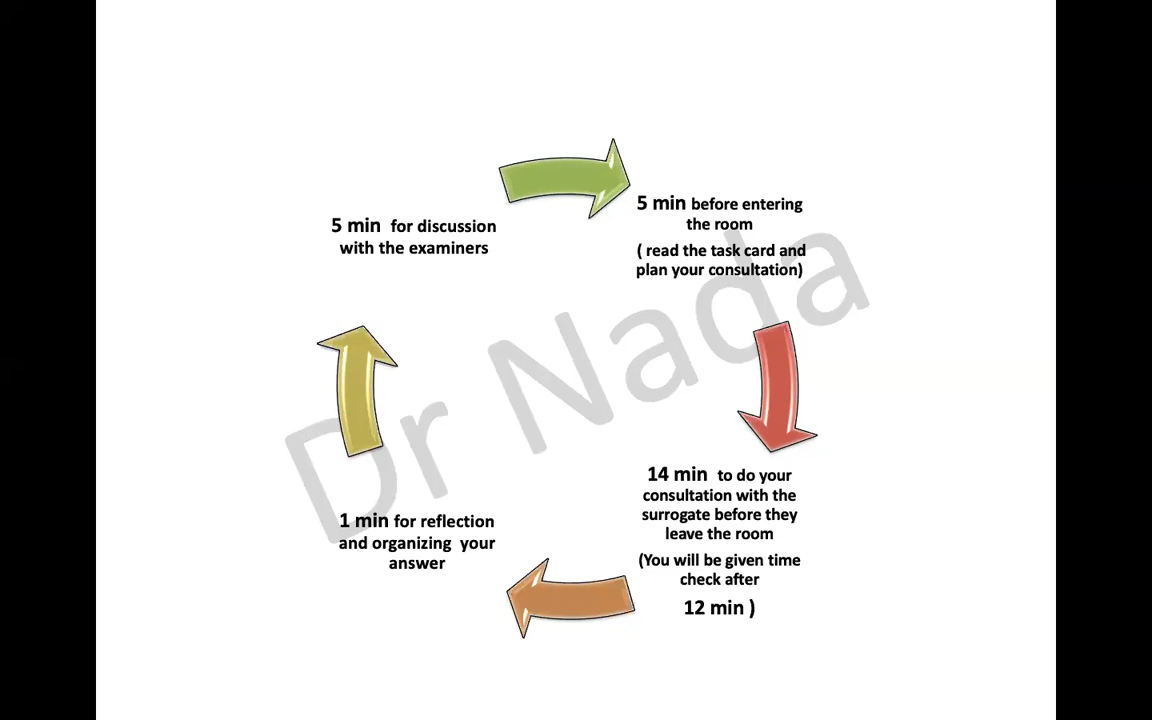 5 min before entering
the room
( read the task card and
plan your consultation)
14 min to do your
consultation with the
surrogate before they
leave the room
(You will be given time
check after
12 min )
1 min for reflection
and organizing your
answer
5 min for discussion
with the examiners
Dr Nada